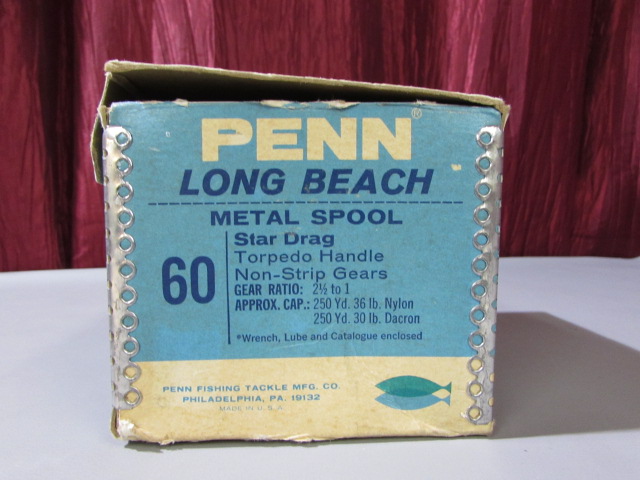 PENN®
LONG BEACH
METAL SPOOL
60
Star Drag
Torpedo Handle
Non-Strip Gears
GEAR RATIO: 2½ to 1
APPROX. CAP.: 250 Yd. 36 lb. Nylon
250 Yd. 30 lb. Dacron
*Wrench, Lube and Catalogue enclosed
PENN FISHING TACKLE MFG. CO.
PHILADELPHIA, PA. 19132
MADE IN U.S.A.